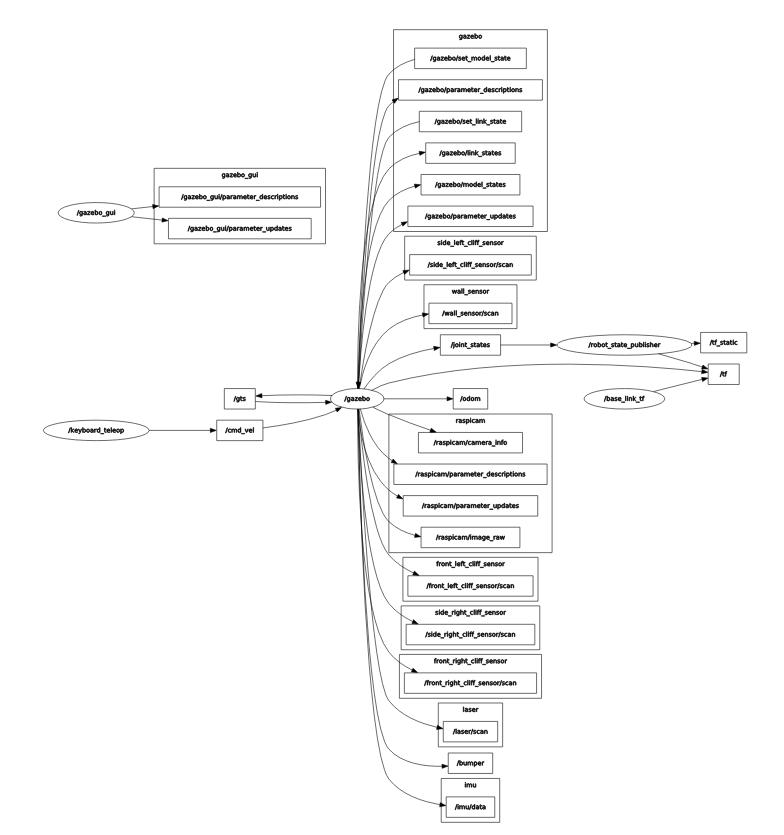 gazebo
/gazebo/set_model_state
/gazebo/parameter_descriptions
/gazebo/set_link_state
/gazebo/link_states
/gazebo/model_states
/gazebo/parameter_updates
gazebo_gui
/gazebo_gui
/gazebo_gui/parameter_descriptions
/gazebo_gui/parameter_updates
side_left_cliff_sensor
/side_left_cliff_sensor/scan
wall_sensor
/wall_sensor/scan
/joint_states
/robot_state_publisher
/tf_static
/tf
/base_link_tf
/gts
/gazebo
/odom
/keyboard_teleop
/cmd_vel
raspicam
/raspicam/camera_info
/raspicam/parameter_descriptions
/raspicam/parameter_updates
/raspicam/image_raw
front_left_cliff_sensor
/front_left_cliff_sensor/scan
side_right_cliff_sensor
/side_right_cliff_sensor/scan
front_right_cliff_sensor
/front_right_cliff_sensor/scan
laser
/laser/scan
/bumper
imu
/imu/data